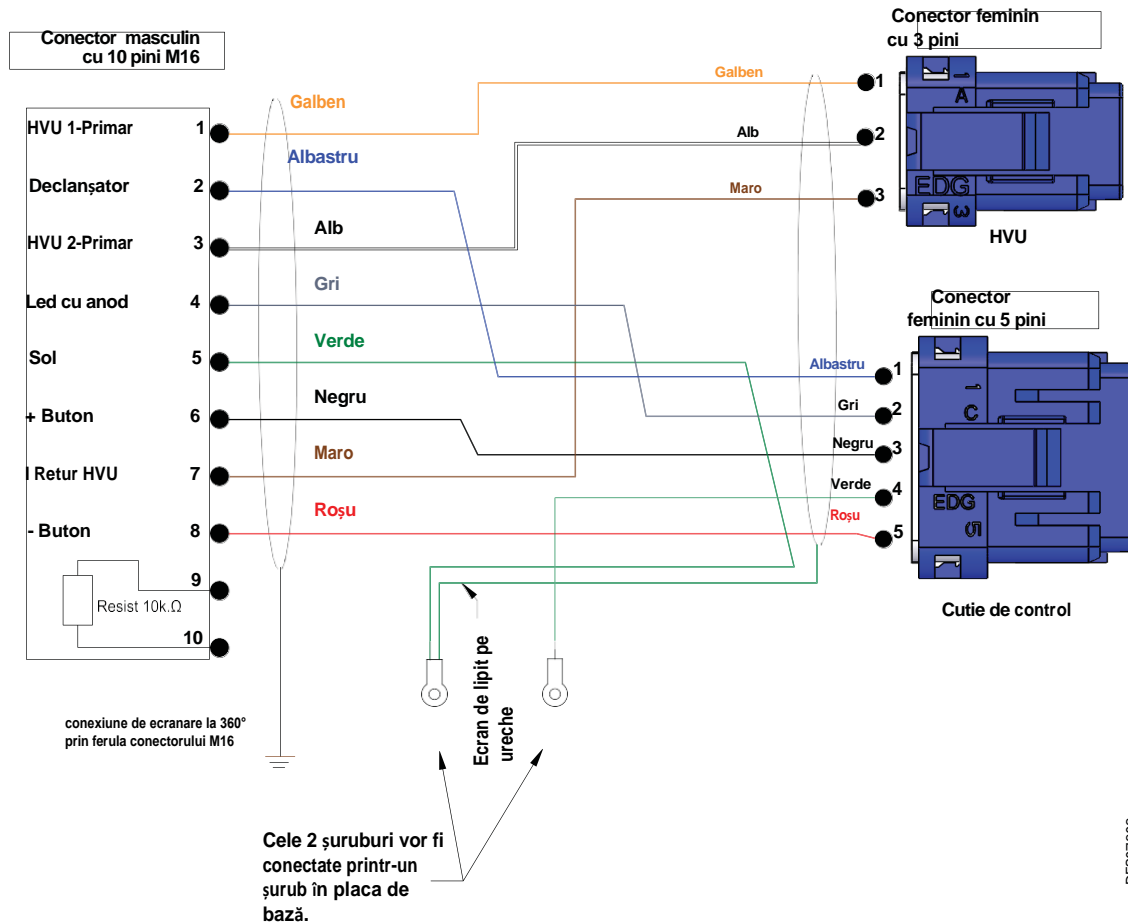 Conector masculin
cu 10 pini M16
Conector feminin
cu 3 pini
HVU 1-Primar 1
Declanșator 2
HVU 2-Primar 3
Led cu anod 4
Sol 5
+ Buton 6
l Retur HVU 7
- Buton 8
9
Resist 10k.Ω
10
Galben
Albastru
Alb
Gri
Verde
Negru
Maro
Roșu
Galben 1
Alb 2
Maro 3
1
A
EDG
3
HVU
Conector
feminin cu 5 pini
Albastru 1
Gri 2
Negru 3
Verde 4
Roșu 5
1
C
EDG
5
Cutie de control
conexiune de ecranare la 360°
prin ferula conectorului M16
Ecran de lipit pe
ureche
Cele 2 șuruburi vor fi
conectate printr-un
șurub în placa de
bază.